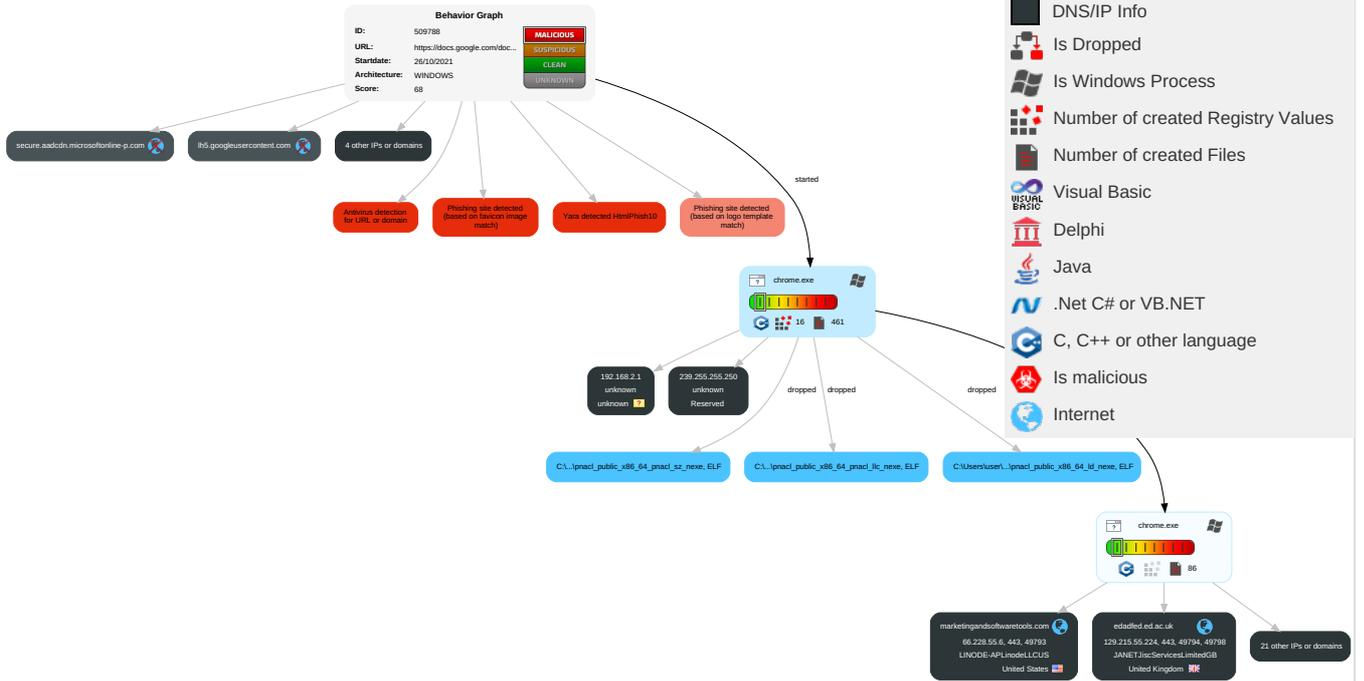 Behavior Graph
ID: 509788
URL: https://docs.google.com/doc...
Startdate: 26/10/2021
Architecture: WINDOWS
Score: 68
MALICIOUS
SUSPICIOUS
CLEAN
UNKNOWN
DNS/IP Info
Is Dropped
Is Windows Process
Number of created Registry Values
Number of created Files
VISUAL
BASIC
Visual Basic
Delphi
Java
.Net C# or VB.NET
C, C++ or other language
Is malicious
Internet
secure.aadcdn.microsoftonline-p.com
lh5.googleusercontent.com
4 other IPs or domains
started
Antivirus detection
for URL or domain
Phishing site detected
(based on favicon image
match)
Yara detected HtmlPhish10
Phishing site detected
(based on logo template
match)
chrome.exe
16 461
192.168.2.1
unknown
unknown
239.255.255.250
unknown
Reserved
dropped
dropped
dropped
C:\...\pnacl_public_x86_64_pnacl_sz_nexe, ELF
C:\...\pnacl_public_x86_64_pnacl_llc_nexe, ELF
C:\Users\user\...\pnacl_public_x86_64_ld_nexe, ELF
chrome.exe
86
marketingandsoftwaretools.com
66.228.55.6, 443, 49793
LINODE-APLinodeLLCUS
United States
edadfed.ed.ac.uk
129.215.55.224, 443, 49794, 49798
JANETJiscServicesLimitedGB
United Kingdom
21 other IPs or domains